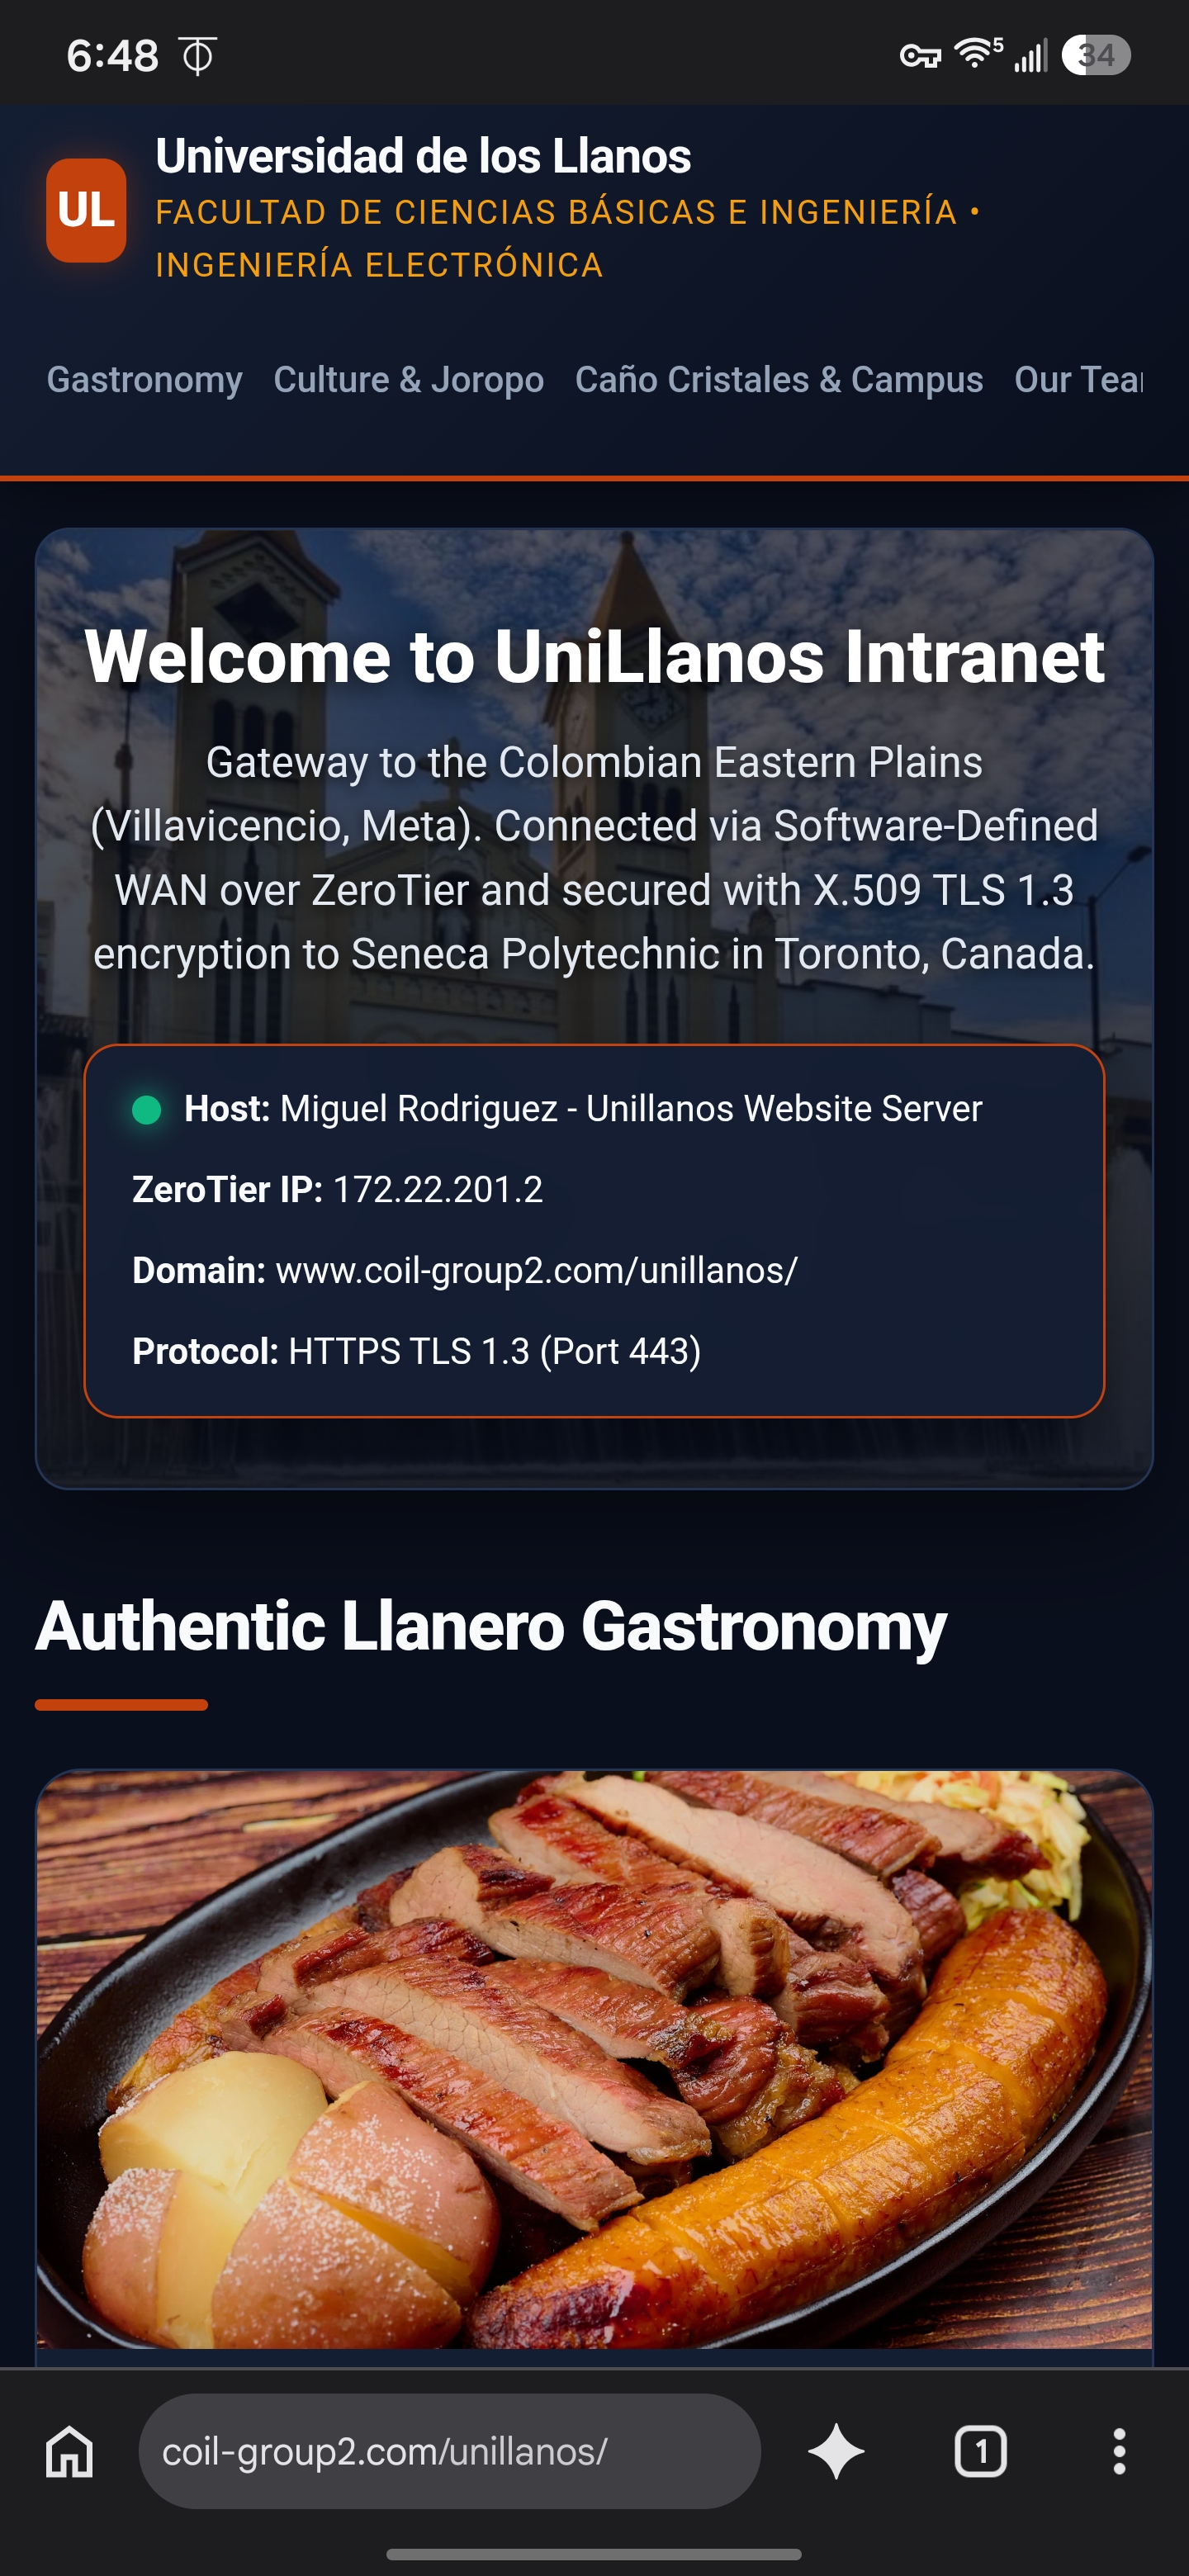 6:48
5
34
UL
Universidad de los Llanos
FACULTAD DE CIENCIAS BÁSICAS E INGENIERÍA •
INGENIERÍA ELECTRÓNICA
Gastronomy Culture & Joropo Caño Cristales & Campus Our
Welcome to UniLlanos Intranet
Gateway to the Colombian Eastern Plains
(Villavicencio, Meta). Connected via Software-Defined
WAN over ZeroTier and secured with X.509 TLS 1.3
encryption to Seneca Polytechnic in Toronto, Canada.
Host: Miguel Rodriguez - Unillanos Website Server
ZeroTier IP: 172.22.201.2
Domain: www.coil-group2.com/unillanos/
Protocol: HTTPS TLS 1.3 (Port 443)
Authentic Llanero Gastronomy
coil-group2.com/unillanos/
1